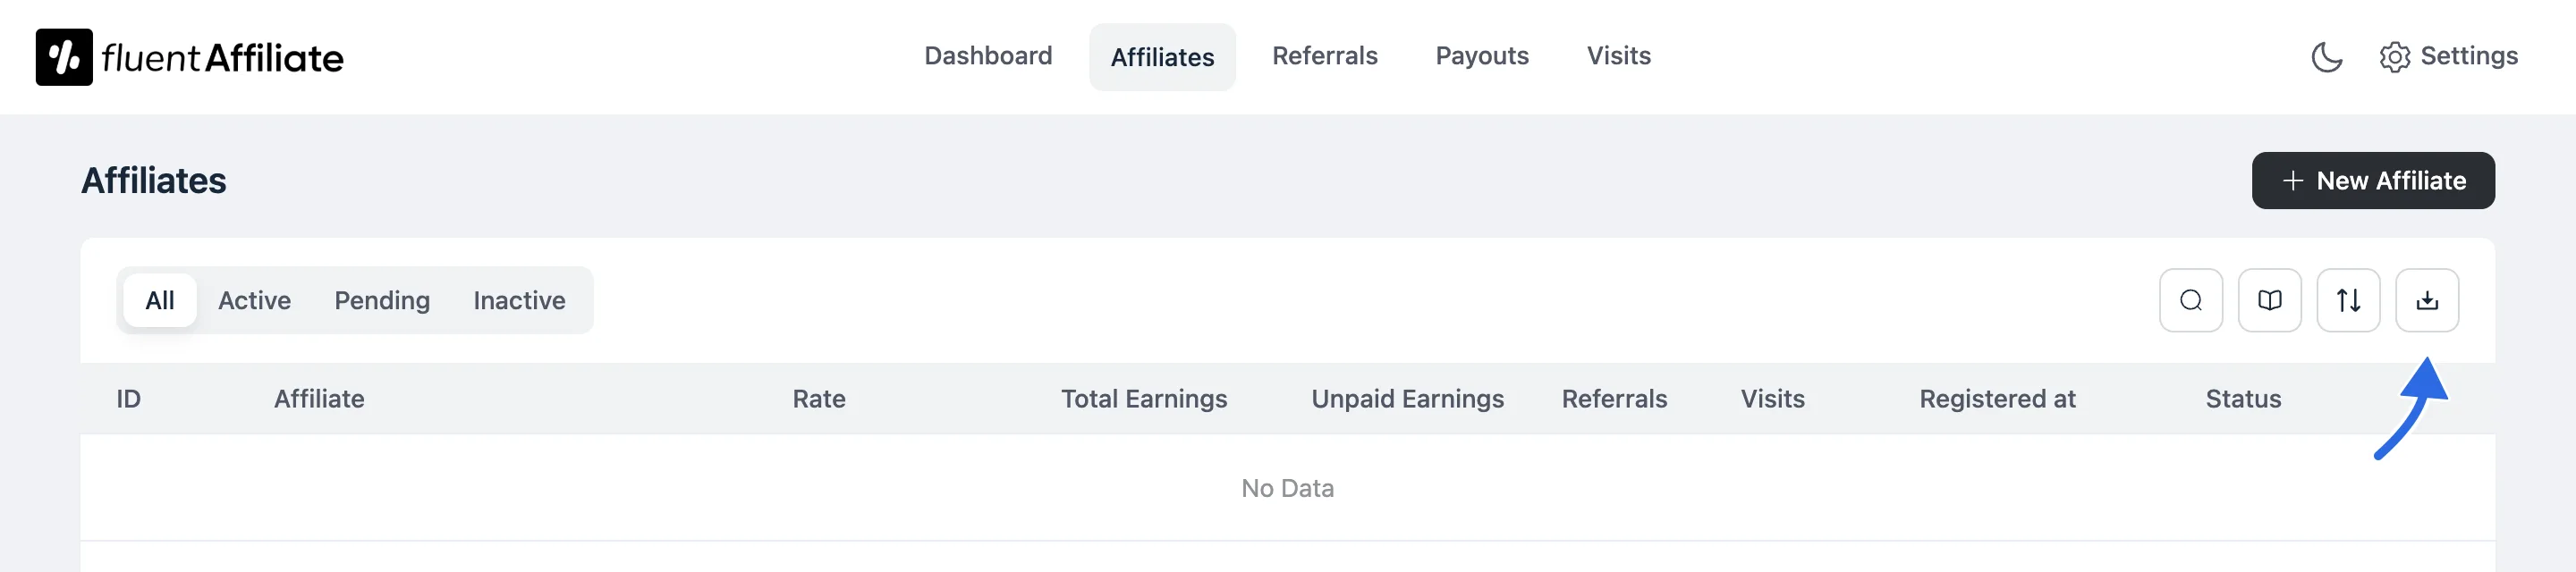 fluentAffiliate Dashboard Affiliates Referrals Payouts Visits Settings
Affiliates + New Affiliate
All Active Pending Inactive
ID Affiliate Rate Total Earnings Unpaid Earnings Referrals Visits Registered at Status
No Data